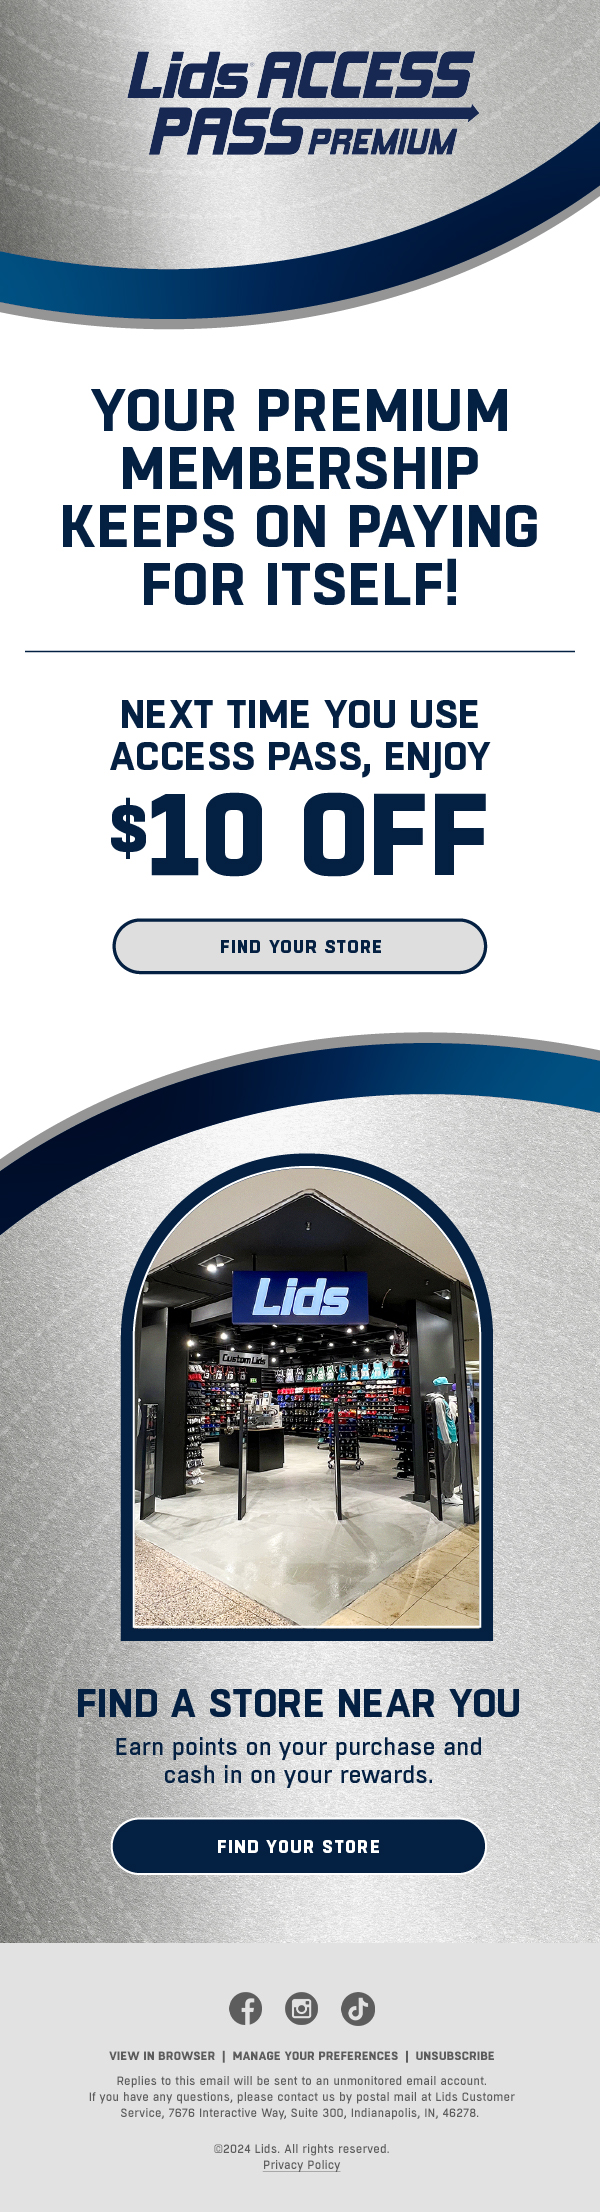 Lids ACCESS
PASS PREMIUM
YOUR PREMIUM
MEMBERSHIP
KEEPS ON PAYING
FOR ITSELF!
NEXT TIME YOU USE
ACCESS PASS, ENJOY
$10 OFF
FIND YOUR STORE
Lids
Custom Lids
FIND A STORE NEAR YOU
Earn points on your purchase and
cash in on your rewards.
FIND YOUR STORE
VIEW IN BROWSER | MANAGE YOUR PREFERENCES | UNSUBSCRIBE
Replies to this email will be sent to an unmonitored email account.
If you have any questions, please contact us by postal mail at Lids Customer
Service, 7676 Interactive Way, Suite 300, Indianapolis, IN, 46278.
©2024 Lids. All rights reserved.
Privacy Policy